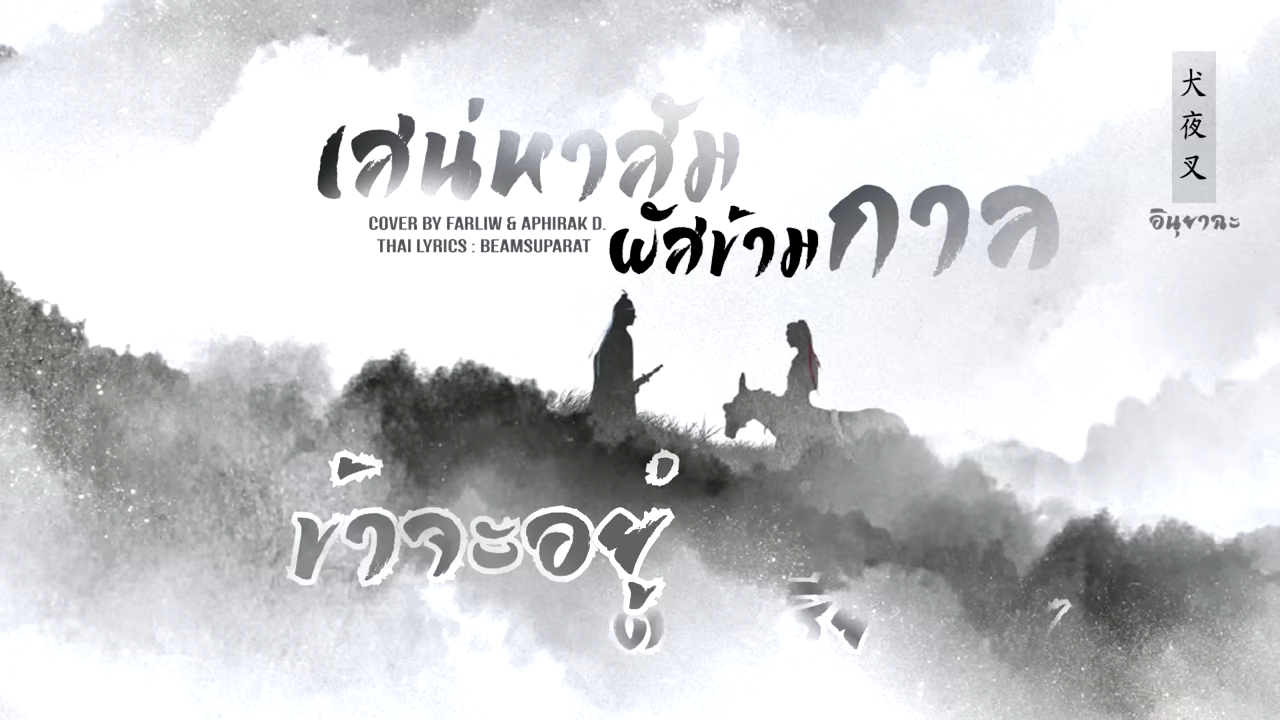 เสน่หาสัม
ผัสข้ามกาล
COVER BY FARLIW & APHIRAK D.
THAI LYRICS : BEAMSUPARAT
犬夜叉
อินุยาฉะ
ข้าจะอยู่